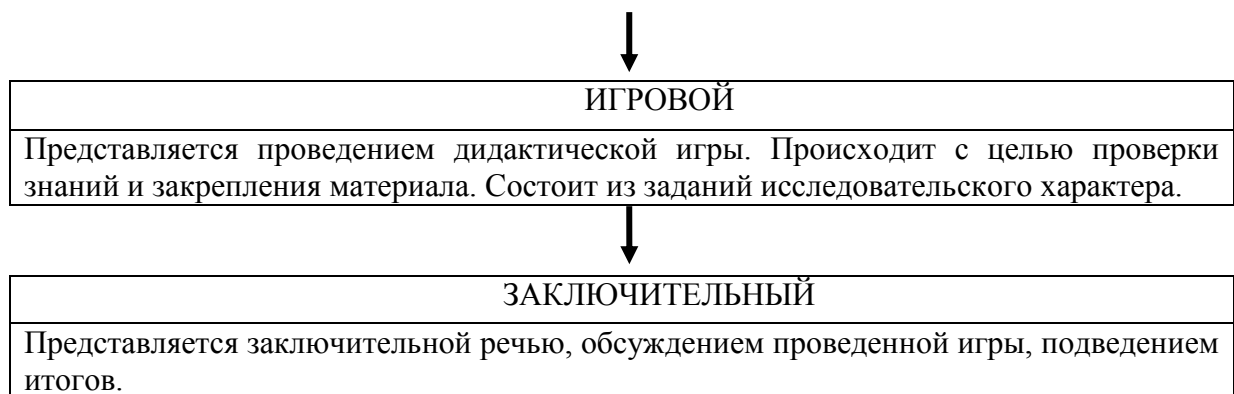 ИГРОВОЙ
Представляется проведением дидактической игры. Происходит с целью проверки
знаний и закрепления материала. Состоит из заданий исследовательского характера.
ЗАКЛЮЧИТЕЛЬНЫЙ
Представляется заключительной речью, обсуждением проведенной игры, подведением
итогов.